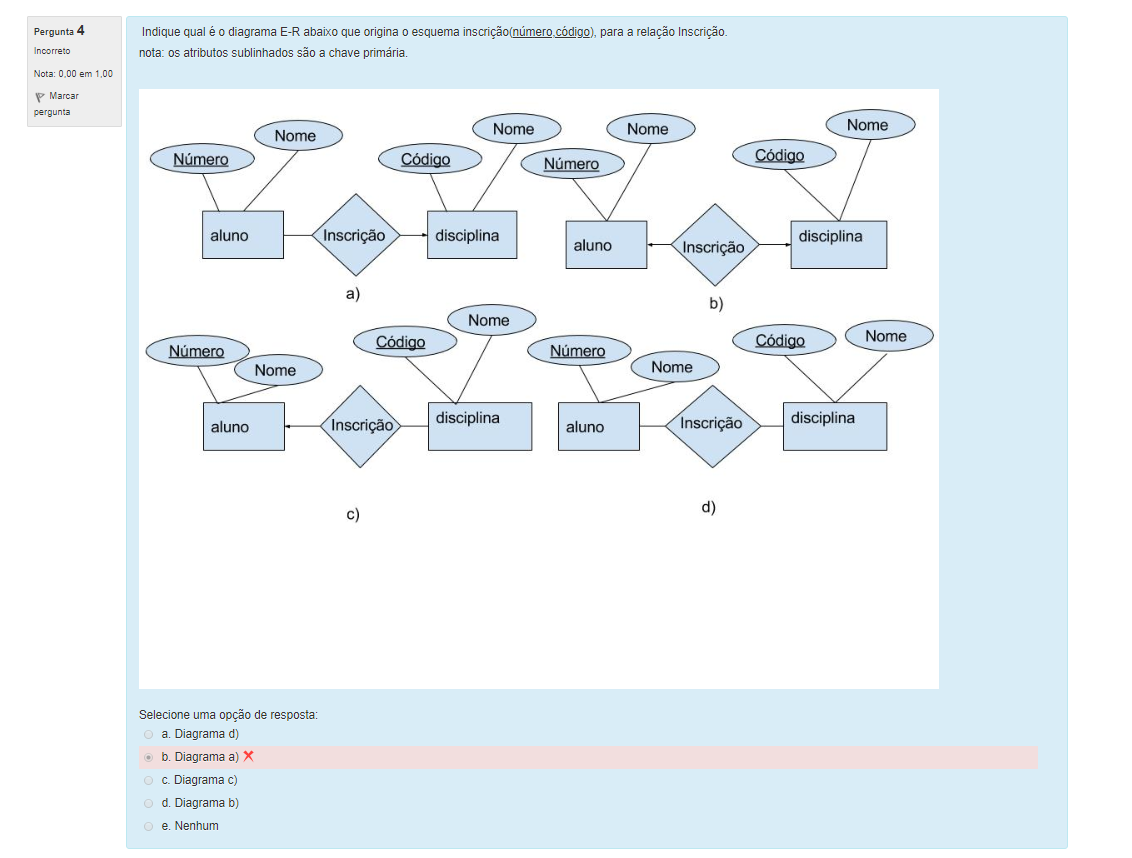 Pergunta 4
Incorreto
Nota: 0,00 em 1,00
Marcar
pergunta
Indique qual é o diagrama E-R abaixo que origina o esquema inscrição(número,código), para a relação Inscrição.
nota: os atributos sublinhados são a chave primária.
Número
Nome
Código
Nome
aluno
Inscrição
disciplina
a)
Número
Nome
Código
Nome
aluno
Inscrição
disciplina
b)
Número
Nome
Código
Nome
aluno
Inscrição
disciplina
c)
Número
Nome
Código
Nome
aluno
Inscrição
disciplina
d)
Selecione uma opção de resposta:
a. Diagrama d)
b. Diagrama a)
c. Diagrama c)
d. Diagrama b)
e. Nenhum